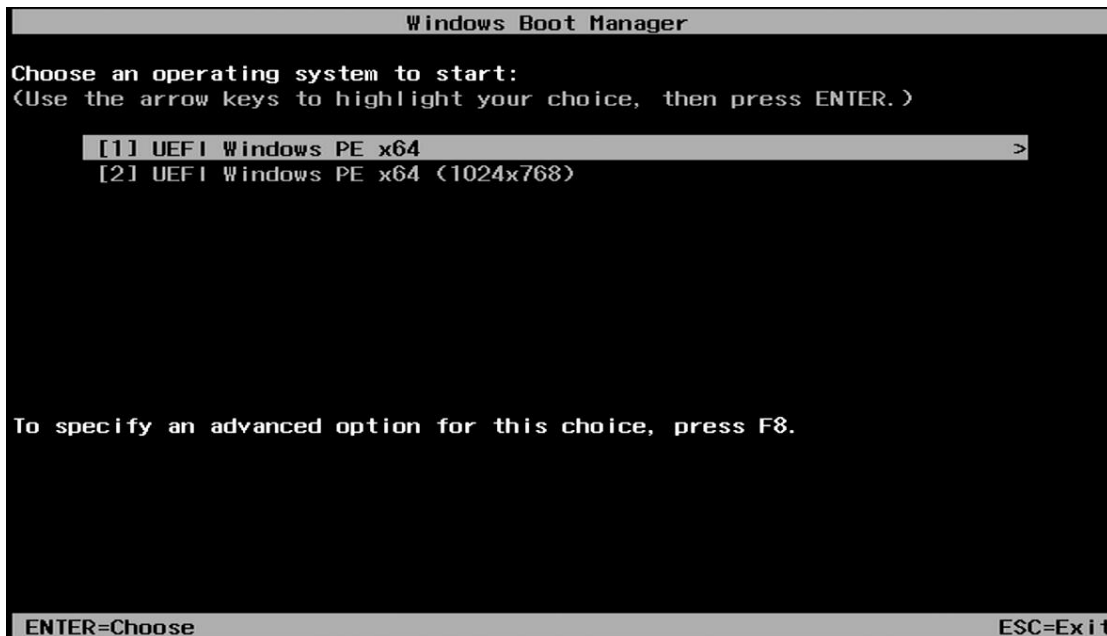 Windows Boot Manager
Choose an operating system to start:
(Use the arrow keys to highlight your choice, then press ENTER.)
[1] UEFI Windows PE x64 >
[2] UEFI Windows PE x64 (1024x768)
To specify an advanced option for this choice, press F8.
ENTER=Choose ESC=Exit